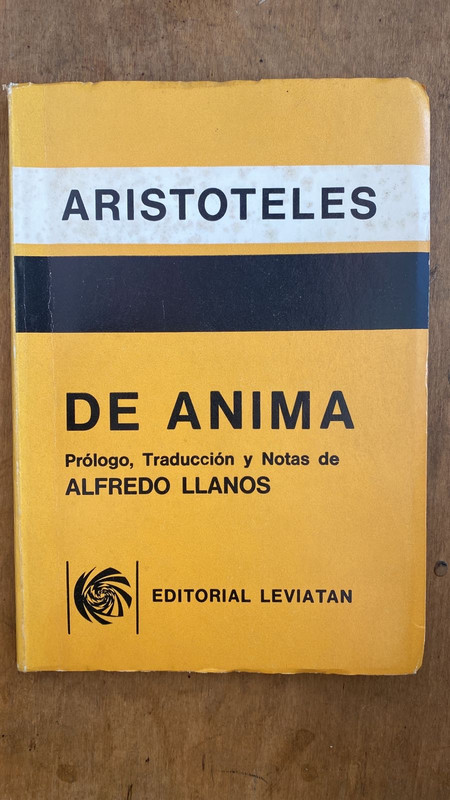 ARISTOTELES
DE ANIMA
Prólogo, Traducción y Notas de
ALFREDO LLANOS
EDITORIAL LEVIATAN